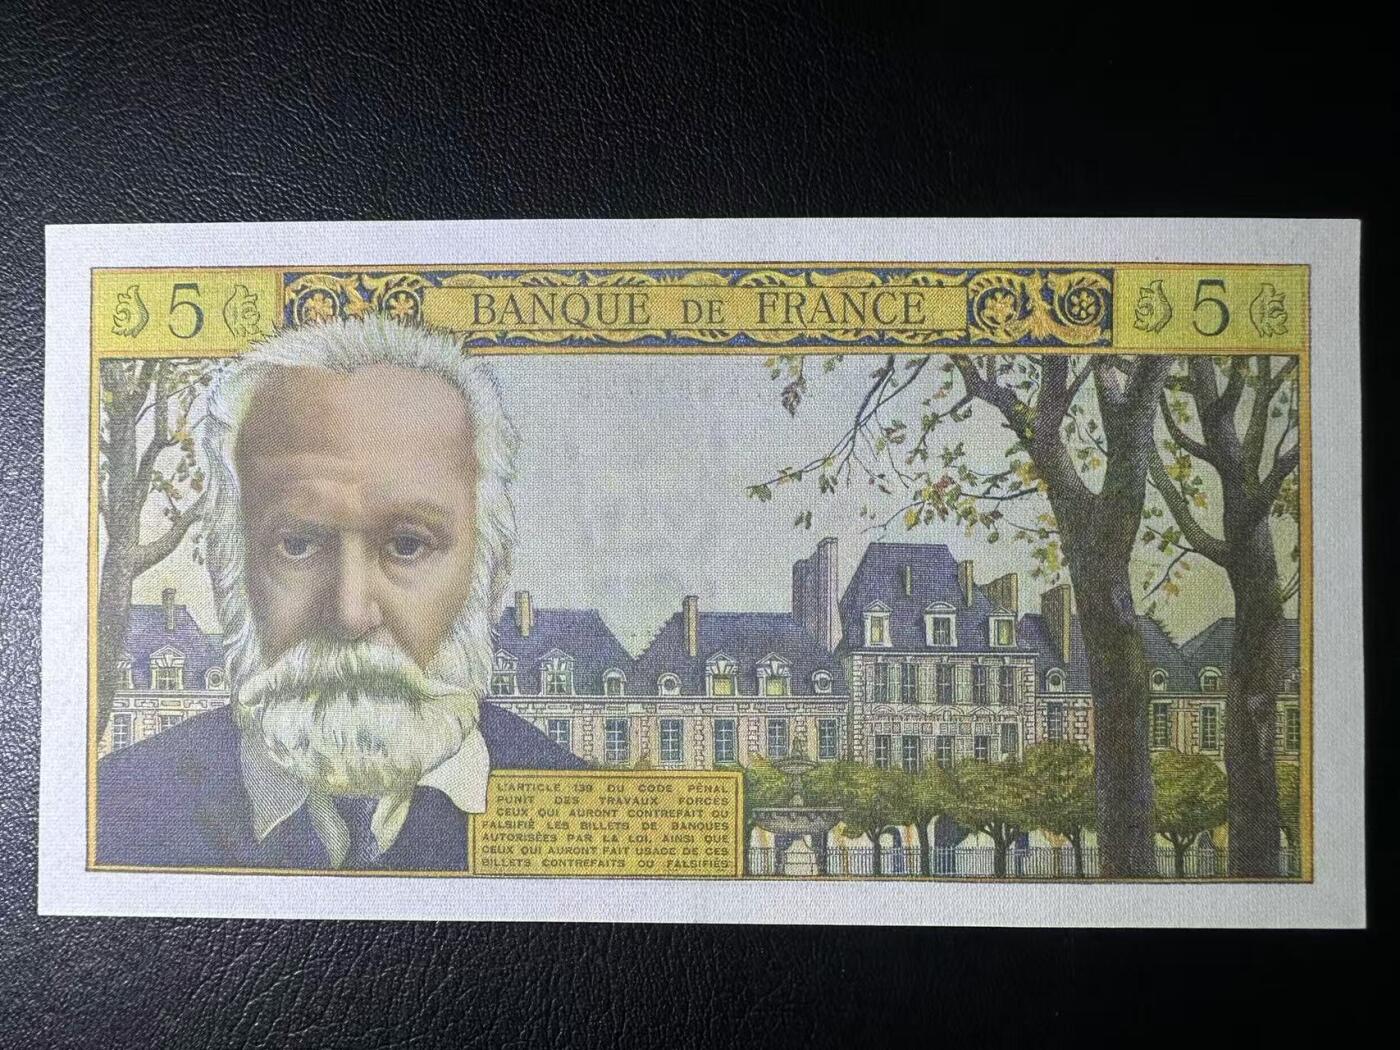 5 BANQUE DE FRANCE 5
L'ARTICLE 139 DU CODE PÉNAL
PUNIT DES TRAVAUX FORCÉS
CEUX QUI AURONT CONTREFAIT OU
FALSIFIÉ LES BILLETS DE BANQUES
AUTORISÉES PAR LA LOI, AINSI QUE
CEUX QUI AURONT FAIT USAGE DE CES
BILLETS CONTREFAITS OU FALSIFIÉS